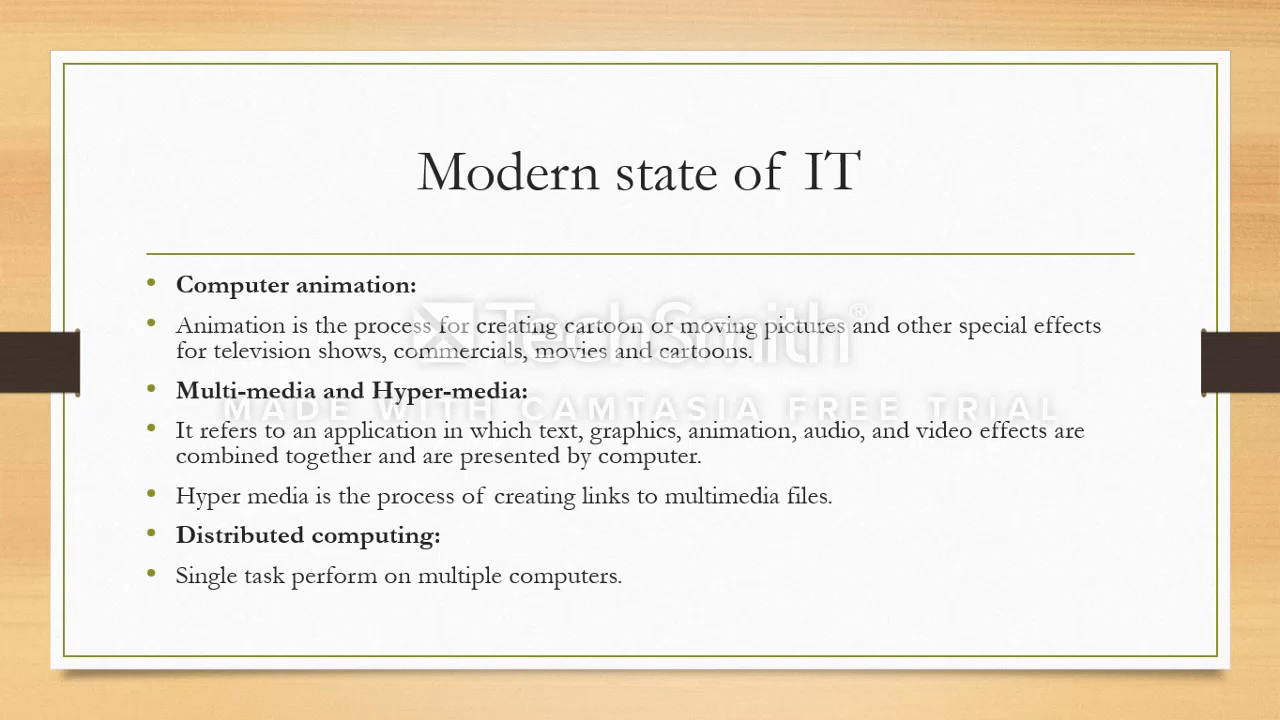 Modern state of IT
• Computer animation:
• Animation is the process for creating cartoon or moving pictures and other special effects
for television shows, commercials, movies and cartoons.
• Multi-media and Hyper-media:
• It refers to an application in which text, graphics, animation, audio, and video effects are
combined together and are presented by computer.
• Hyper media is the process of creating links to multimedia files.
• Distributed computing:
• Single task perform on multiple computers.
TechSmith®
MADE WITH CAMTASIA FREE TRIAL